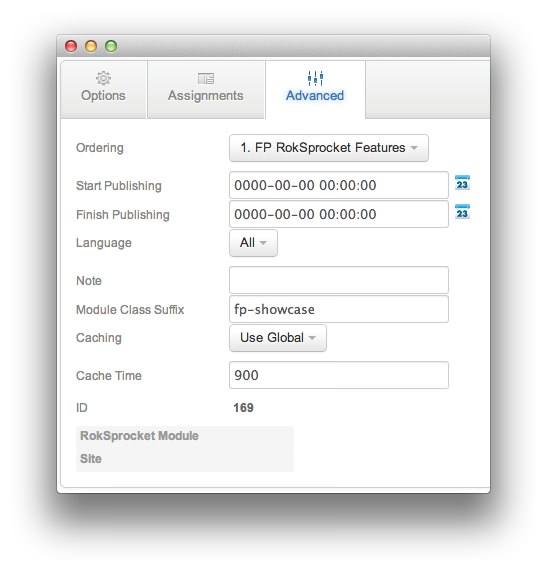 Options Assignments Advanced
Ordering 1. FP RokSprocket Features
Start Publishing 0000-00-00 00:00:00 23
Finish Publishing 0000-00-00 00:00:00 23
Language All
Note
Module Class Suffix fp-showcase
Caching Use Global
Cache Time 900
ID 169
RokSprocket Module
Site